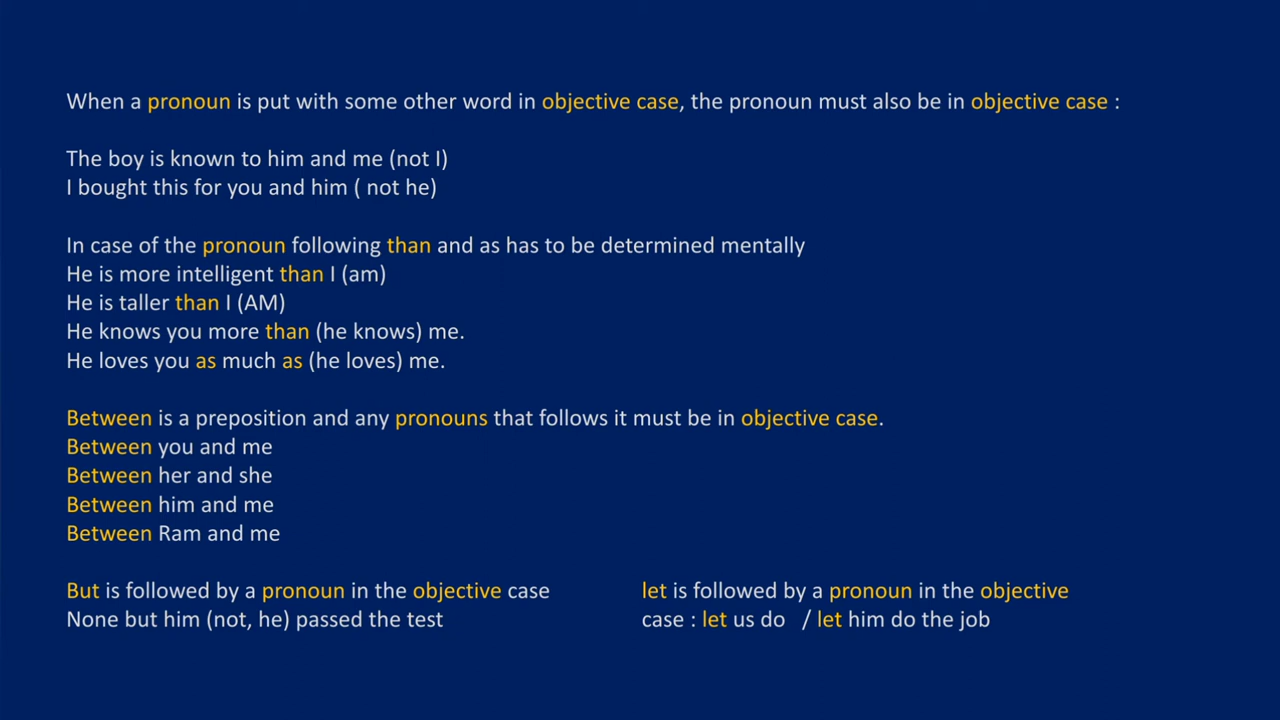 When a pronoun is put with some other word in objective case, the pronoun must also be in objective case :
The boy is known to him and me (not I)
I bought this for you and him ( not he)
In case of the pronoun following than and as has to be determined mentally
He is more intelligent than I (am)
He is taller than I (AM)
He knows you more than (he knows) me.
He loves you as much as (he loves) me.
Between is a preposition and any pronouns that follows it must be in objective case.
Between you and me
Between her and she
Between him and me
Between Ram and me
But is followed by a pronoun in the objective case
None but him (not, he) passed the test
let is followed by a pronoun in the objective
case : let us do / let him do the job